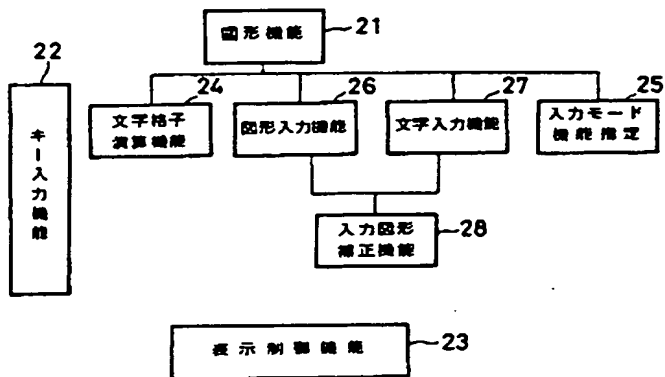 図形機能
21
22
キー入力機能
24
文字格子
演算機能
26
図形入力機能
27
文字入力機能
25
入力モード
機能指定
入力図形
補正機能
28
表示制御機能
23